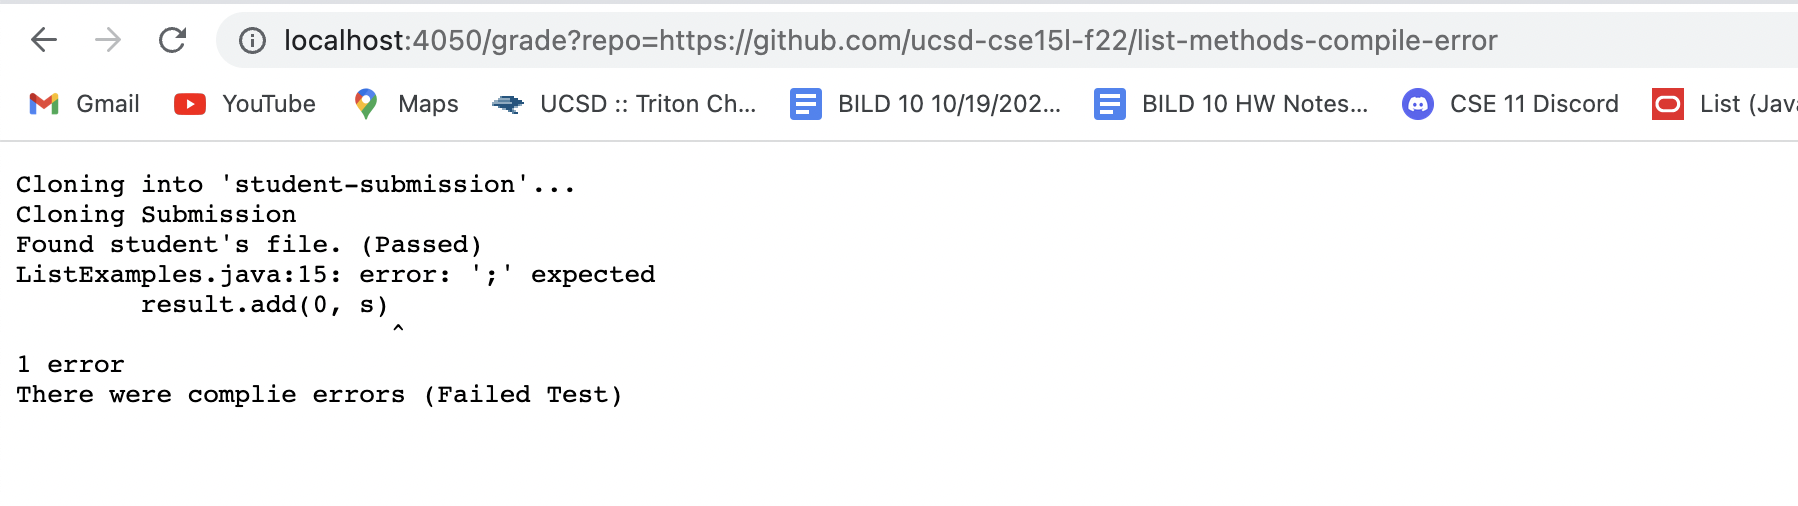 localhost:4050/grade?repo=https://github.com/ucsd-cse15l-f22/list-methods-compile-error
Gmail YouTube Maps UCSD :: Triton Ch... BILD 10 10/19/202... BILD 10 HW Notes... CSE 11 Discord List (Java
Cloning into 'student-submission'...
Cloning Submission
Found student's file. (Passed)
ListExamples.java:15: error: ';' expected
        result.add(0, s)
                        ^
1 error
There were complie errors (Failed Test)